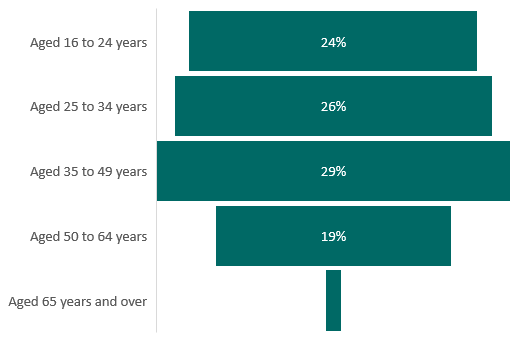 Aged 16 to 24 years 24%
Aged 25 to 34 years 26%
Aged 35 to 49 years 29%
Aged 50 to 64 years 19%
Aged 65 years and over